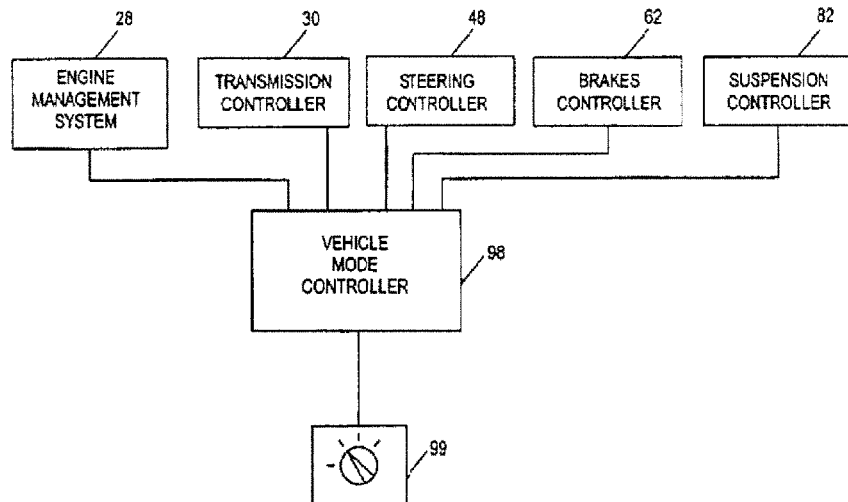 28
30
48
62
82
ENGINE
MANAGEMENT
SYSTEM
TRANSMISSION
CONTROLLER
STEERING
CONTROLLER
BRAKES
CONTROLLER
SUSPENSION
CONTROLLER
VEHICLE
MODE
CONTROLLER
98
99